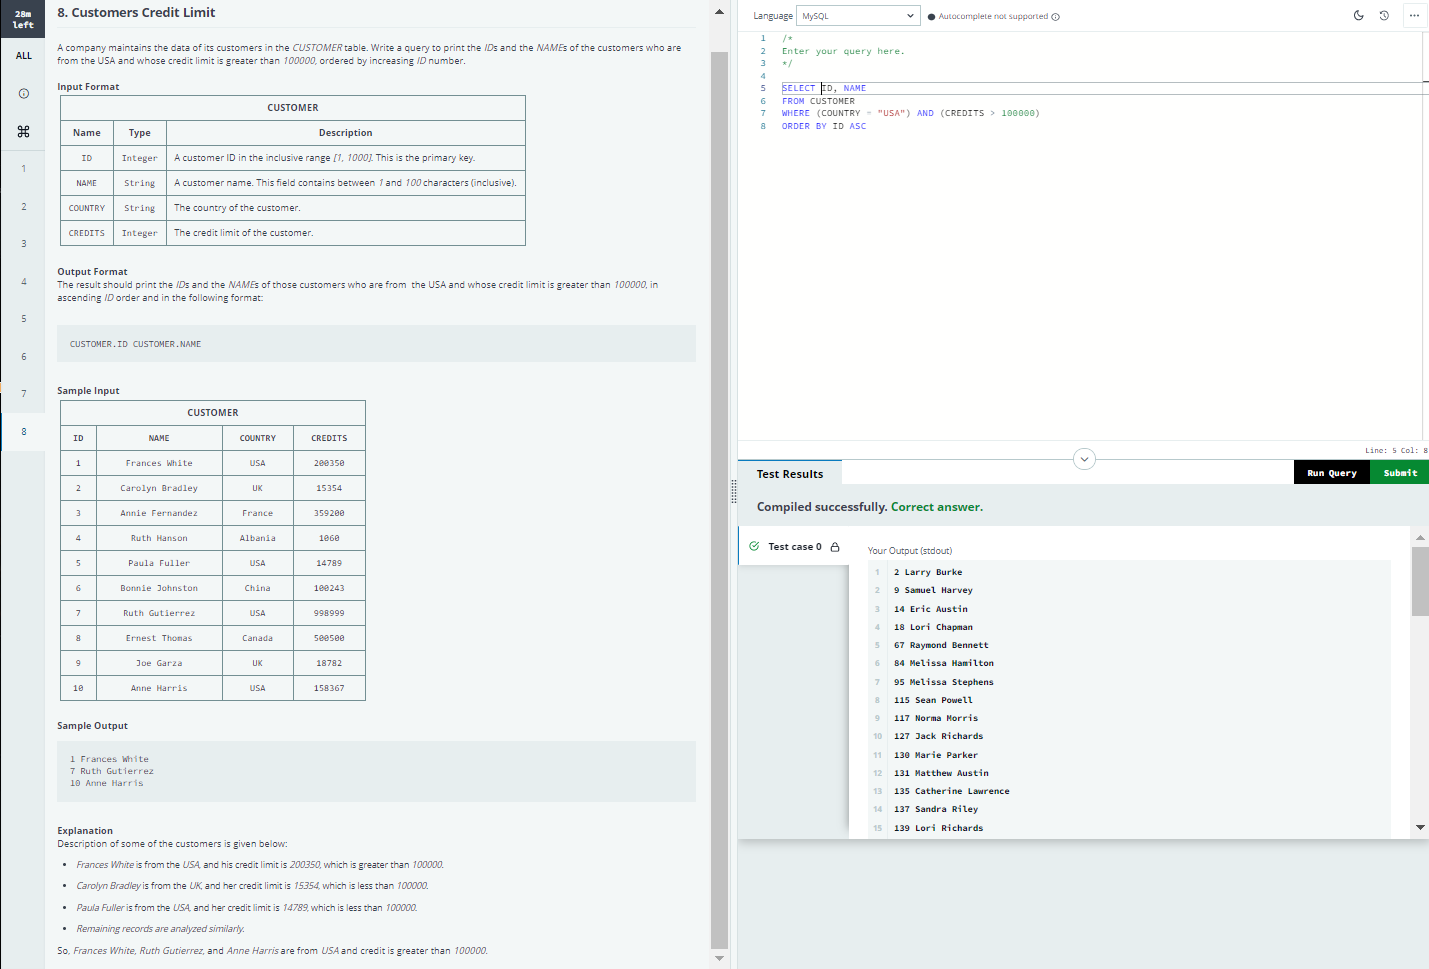 28m
left
ALL
1
2
3
4
5
6
7
8
8. Customers Credit Limit
A company maintains the data of its customers in the CUSTOMER table. Write a query to print the IDs and the NAMEs of the customers who are
from the USA and whose credit limit is greater than 100000, ordered by increasing ID number.
Input Format
CUSTOMER
Name Type Description
ID Integer A customer ID in the inclusive range [1, 1000]. This is the primary key.
NAME String A customer name. This field contains between 1 and 100 characters (inclusive).
COUNTRY String The country of the customer.
CREDITS Integer The credit limit of the customer.
Output Format
The result should print the IDs and the NAMEs of those customers who are from the USA and whose credit limit is greater than 100000, in
ascending ID order and in the following format:
CUSTOMER.ID CUSTOMER.NAME
Sample Input
CUSTOMER
ID NAME COUNTRY CREDITS
1 Frances White USA 200350
2 Carolyn Bradley UK 15354
3 Annie Fernandez France 359200
4 Ruth Hanson Albania 1060
5 Paula Fuller USA 14789
6 Bonnie Johnston China 100243
7 Ruth Gutierrez USA 998999
8 Ernest Thomas Canada 500500
9 Joe Garza UK 18782
10 Anne Harris USA 158367
Sample Output
1 Frances White
7 Ruth Gutierrez
10 Anne Harris
Explanation
Description of some of the customers is given below:
• Frances White is from the USA, and his credit limit is 200350, which is greater than 100000.
• Carolyn Bradley is from the UK, and her credit limit is 15354, which is less than 100000.
• Paula Fuller is from the USA, and her credit limit is 14789, which is less than 100000.
• Remaining records are analyzed similarly.
So, Frances White, Ruth Gutierrez, and Anne Harris are from USA and credit is greater than 100000.
Language MySQL Autocomplete not supported
1 /*
2 Enter your query here.
3 */
4
5 SELECT ID, NAME
6 FROM CUSTOMER
7 WHERE (COUNTRY = "USA") AND (CREDITS > 100000)
8 ORDER BY ID ASC
Line: 5 Col: 8
Test Results Run Query Submit
Compiled successfully. Correct answer.
Test case 0
Your Output (stdout)
1 2 Larry Burke
2 9 Samuel Harvey
3 14 Eric Austin
4 18 Lori Chapman
5 67 Raymond Bennett
6 84 Melissa Hamilton
7 95 Melissa Stephens
8 115 Sean Powell
9 117 Norma Morris
10 127 Jack Richards
11 130 Marie Parker
12 131 Matthew Austin
13 135 Catherine Lawrence
14 137 Sandra Riley
15 139 Lori Richards